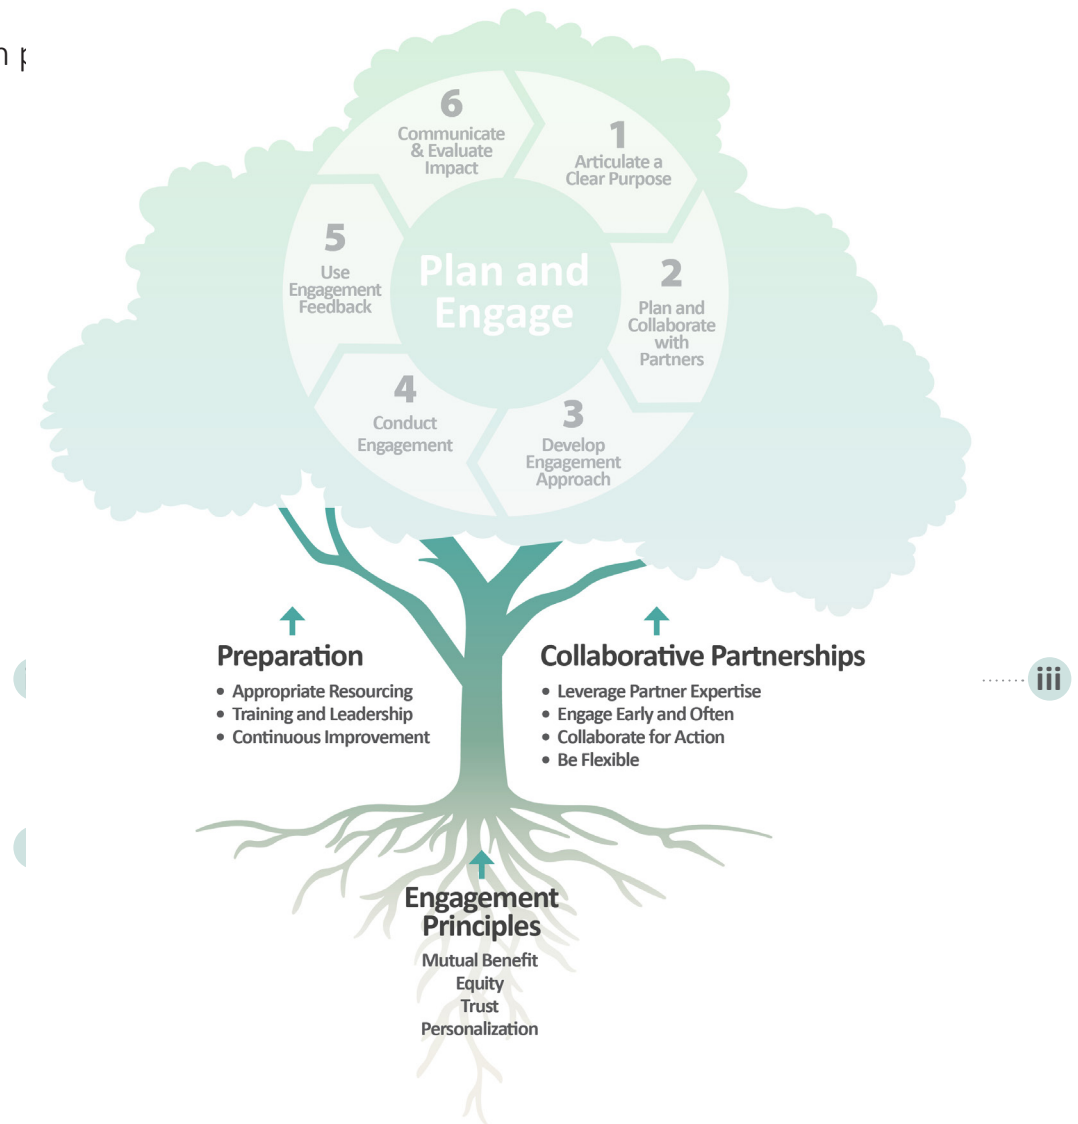 6
Communicate
& Evaluate
Impact
1
Articulate a
Clear Purpose
5
Use
Engagement
Feedback
Plan and
Engage
2
Plan and
Collaborate
with
Partners
4
Conduct
Engagement
3
Develop
Engagement
Approach
Preparation
• Appropriate Resourcing
• Training and Leadership
• Continuous Improvement
Collaborative Partnerships
• Leverage Partner Expertise
• Engage Early and Often
• Collaborate for Action
• Be Flexible
iii
Engagement
Principles
Mutual Benefit
Equity
Trust
Personalization